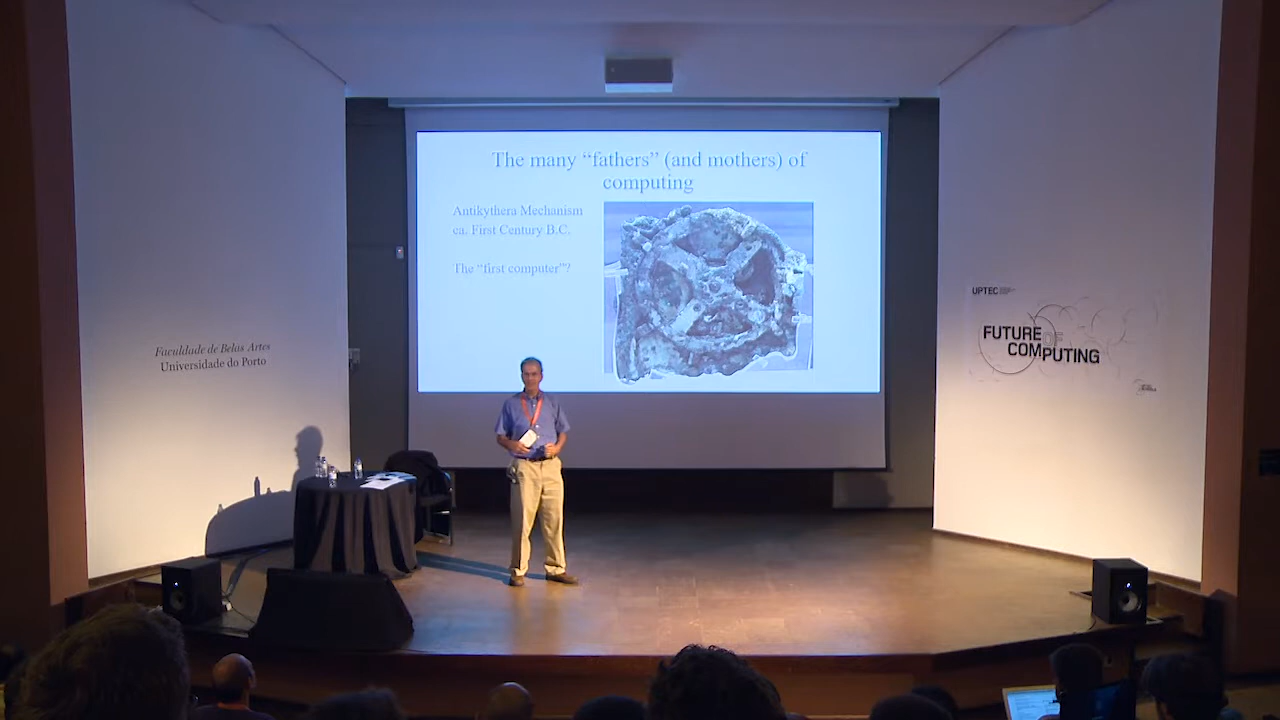 The many “fathers” (and mothers) of
computing
Antikythera Mechanism
ca. First Century B.C.
The “first computer”?
Faculdade de Belas Artes
Universidade do Porto
UPTEC
FUTURE OF
COMPUTING